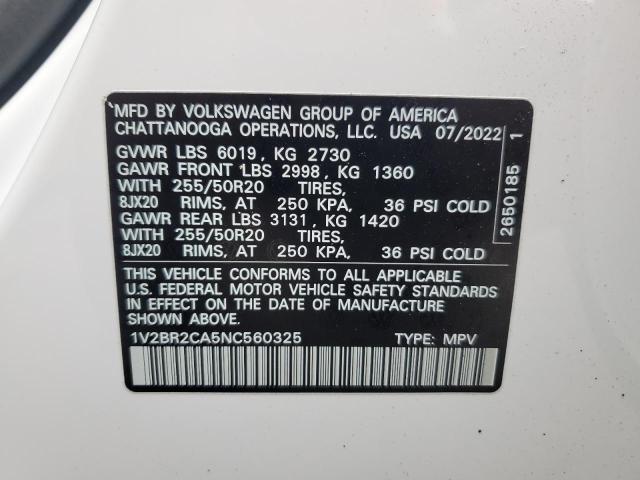 MFD BY VOLKSWAGEN GROUP OF AMERICA
CHATTANOOGA OPERATIONS, LLC. USA 07/2022
GVWR LBS 6019, KG 2730
GAWR FRONT LBS 2998, KG 1360
WITH 255/50R20 TIRES,
8JX20 RIMS, AT 250 KPA, 36 PSI COLD
GAWR REAR LBS 3131, KG 1420
WITH 255/50R20 TIRES,
8JX20 RIMS, AT 250 KPA, 36 PSI COLD
THIS VEHICLE CONFORMS TO ALL APPLICABLE
U.S. FEDERAL MOTOR VEHICLE SAFETY STANDARDS
IN EFFECT ON THE DATE OF MANUFACTURE
SHOWN ABOVE.
1V2BR2CA5NC560325 TYPE: MPV
2650185 1